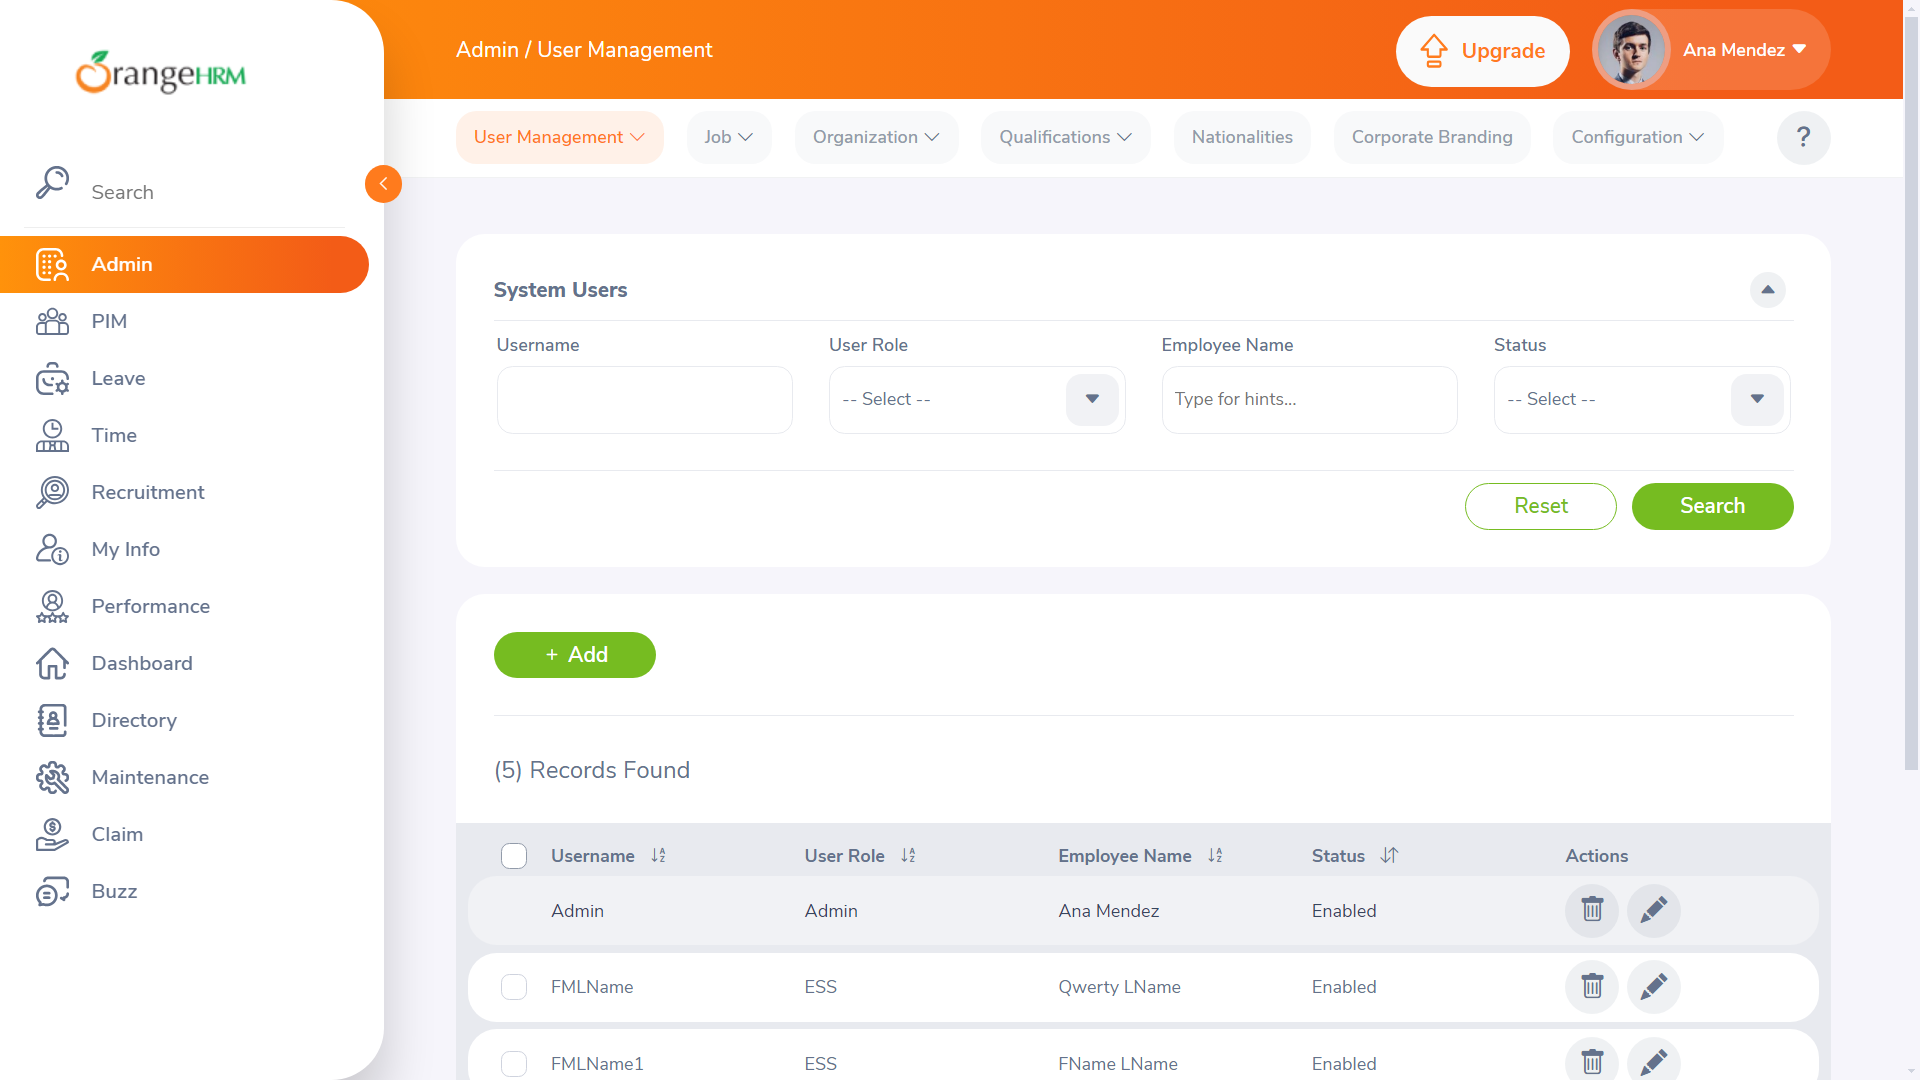 OrangeHRM
Search
Admin
PIM
Leave
Time
Recruitment
My Info
Performance
Dashboard
Directory
Maintenance
Claim
Buzz
Admin / User Management
Upgrade
Ana Mendez
User Management
Job
Organization
Qualifications
Nationalities
Corporate Branding
Configuration
?
System Users
Username
User Role
Employee Name
Status
-- Select --
Type for hints...
-- Select --
Reset
Search
+ Add
(5) Records Found
Username User Role Employee Name Status Actions
Admin Admin Ana Mendez Enabled
FMLName ESS Qwerty LName Enabled
FMLName1 ESS FName LName Enabled